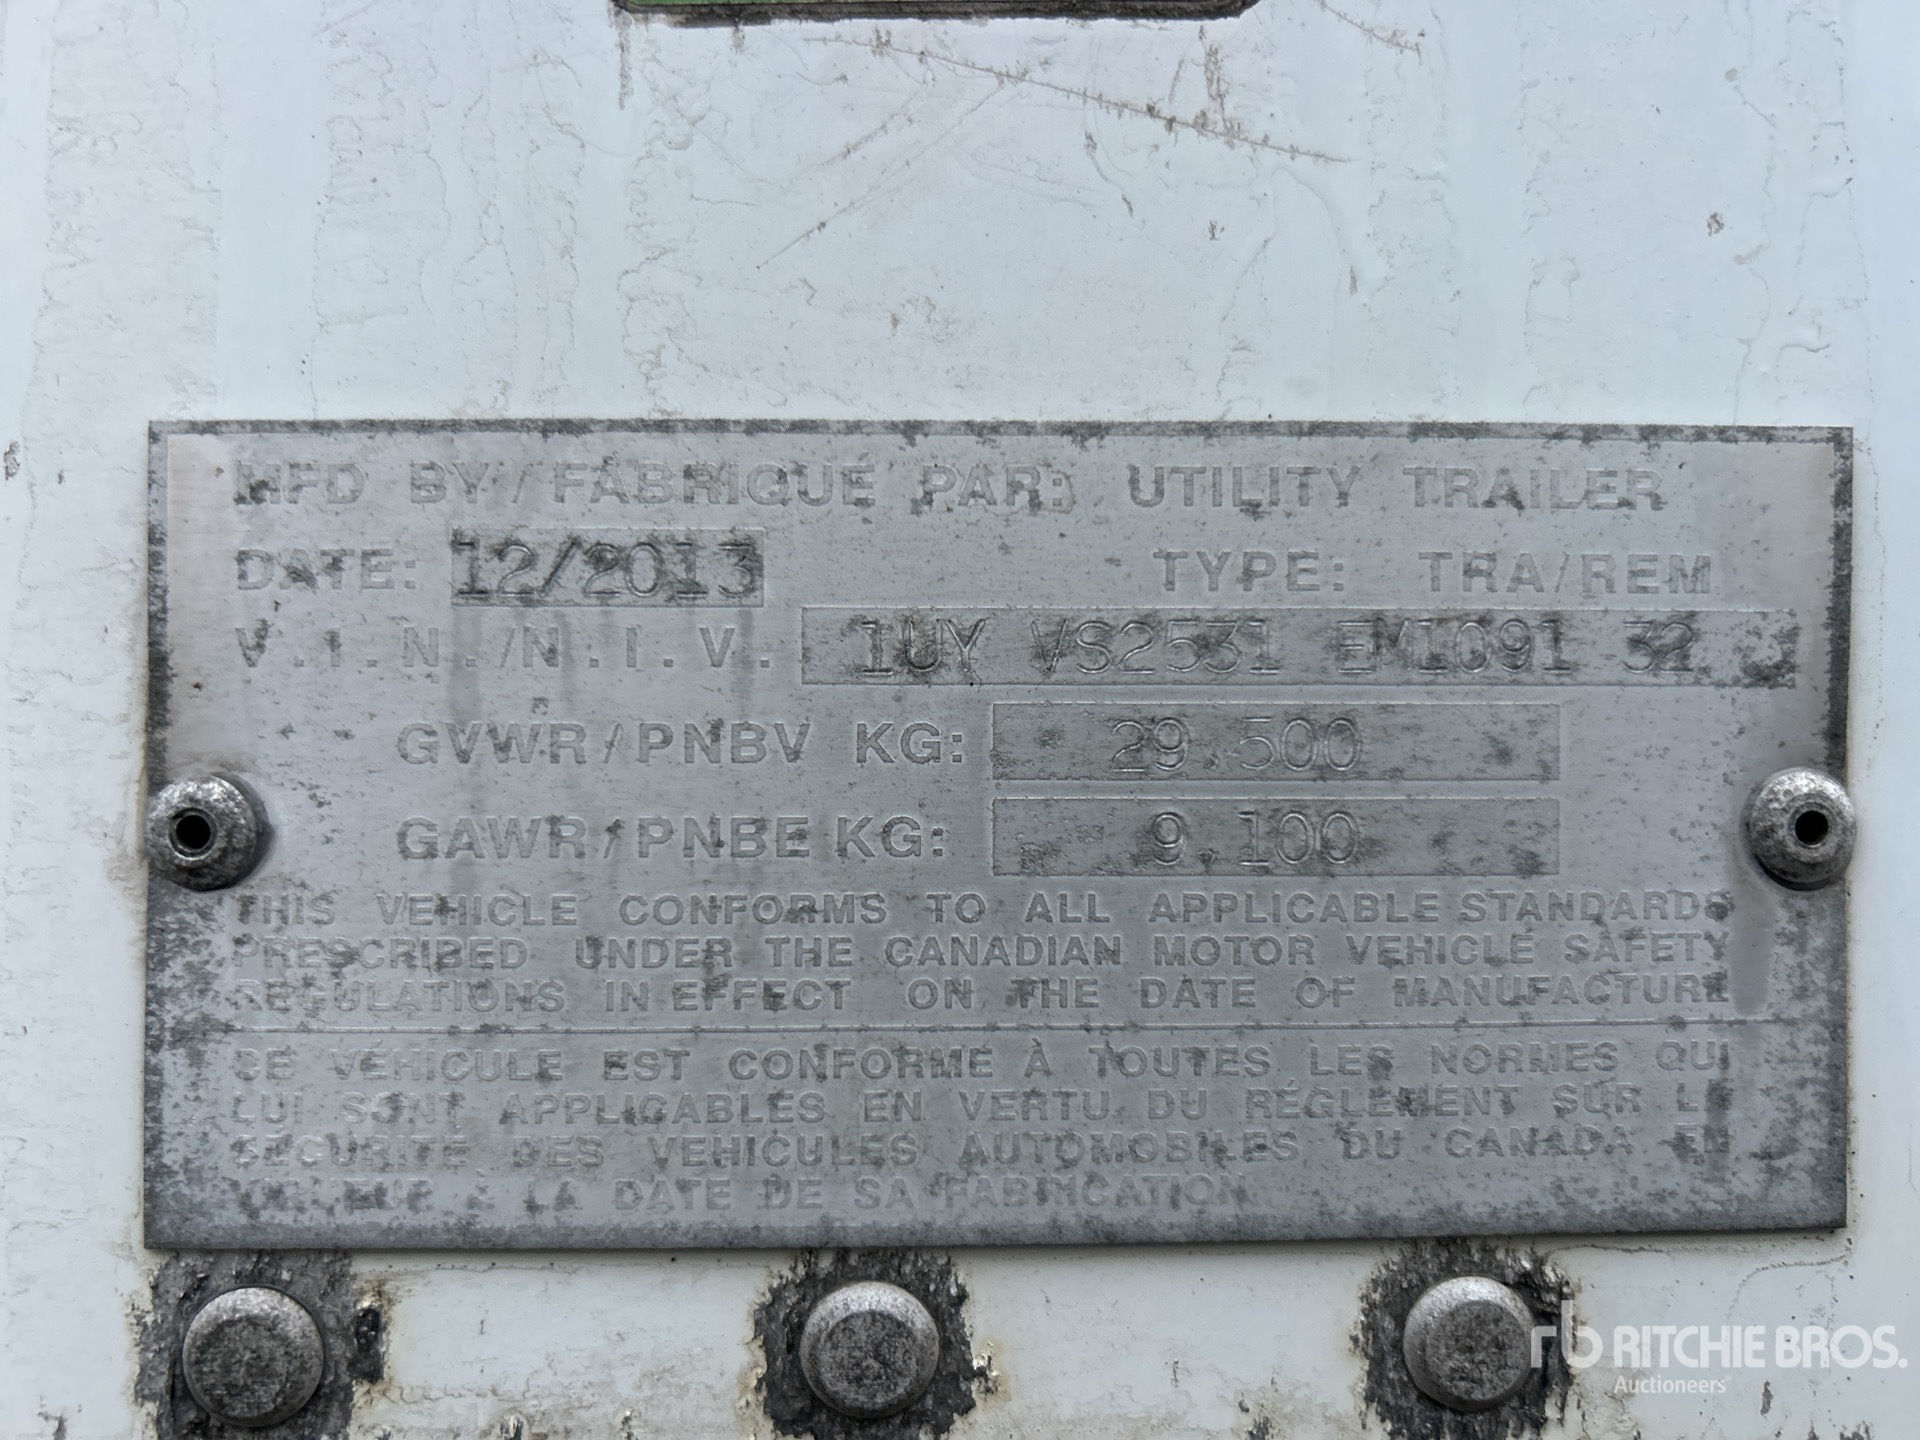 MFD BY/FABRIQUE PAR: UTILITY TRAILER
DATE: 12/2013 TYPE: TRA/REM
V.I.N./N.I.V. 1UY VS2531 EM1091 32
GVWR/PNBV KG: 29.500
GAWR/PNBE KG: 9.100
THIS VEHICLE CONFORMS TO ALL APPLICABLE STANDARDS
PRESCRIBED UNDER THE CANADIAN MOTOR VEHICLE SAFETY
REGULATIONS IN EFFECT ON THE DATE OF MANUFACTURE
CE VÉHICULE EST CONFORME À TOUTES LES NORMES QUI
LUI SONT APPLICABLES EN VERTU DU RÉGLEMENT SUR LE
SECURITE DES VEHICULES AUTOMOBILES DU CANADA EN
LA DATE DE SA FABRICATION
rb RITCHIE BROS.
Auctioneers